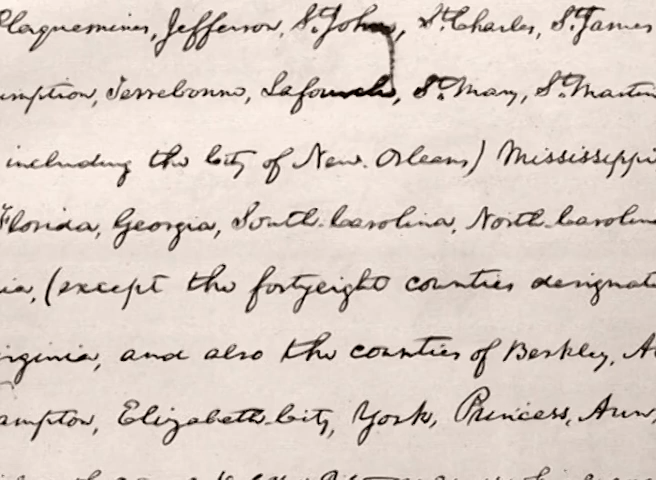 Plaquemines, Jefferson, St. John, St. Charles, St. James
umption, Terrebonne, Lafourche, St. Mary, St. Martin
including the City of New-Orleans) Mississippi
Florida, Georgia, South-Carolina, North-Carolina
ia, (except the fortyeight counties designat
irginia, and also the counties of Berkley, Ac
ampton, Elizabeth-City, York, Princess, Ann,